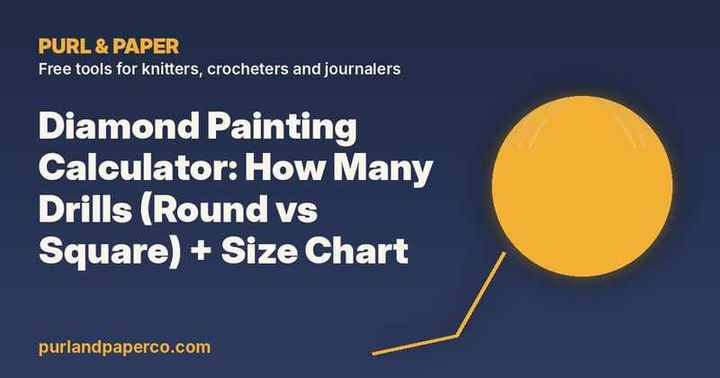 PURL & PAPER
Free tools for knitters, crocheters and journalers
Diamond Painting
Calculator: How Many
Drills (Round vs
Square) + Size Chart
purlandpaperco.com